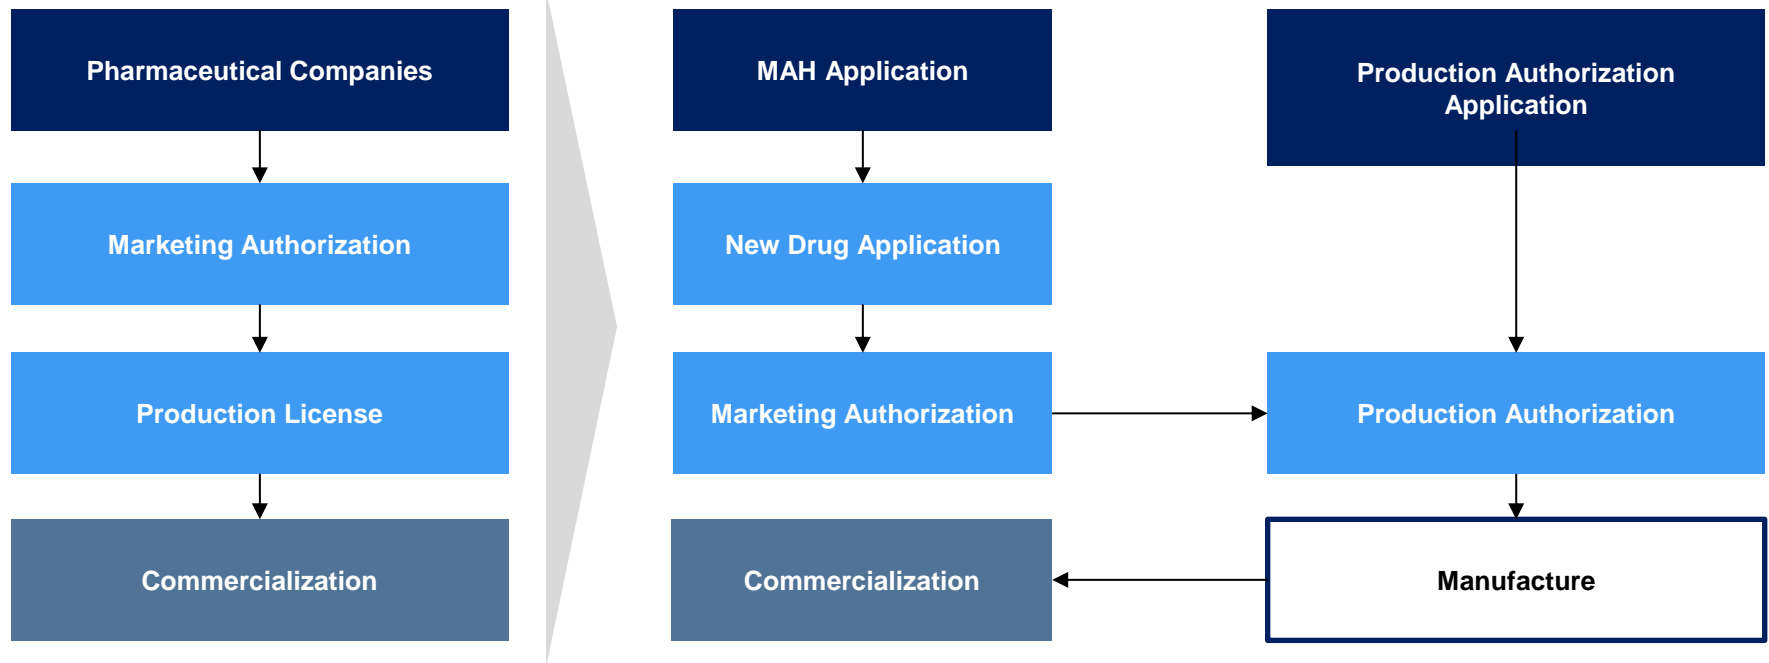 Pharmaceutical Companies
Marketing Authorization
Production License
Commercialization
MAH Application
New Drug Application
Marketing Authorization
Commercialization
Production Authorization
Application
Production Authorization
Manufacture